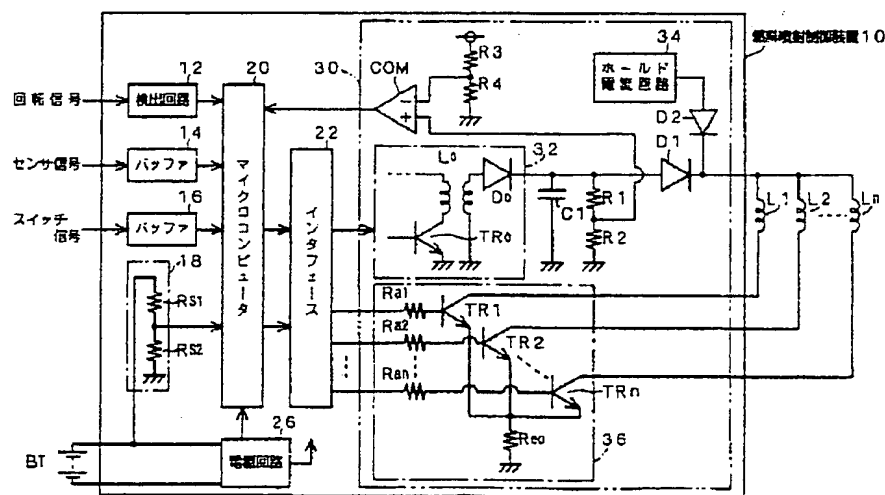 燃料噴射制御装置10
20
30
COM
R3
R4
34
ホールド
電流回路
D2
D1
12
回転信号
検出回路
14
センサ信号
バッファ
16
スイッチ
信号
バッファ
マイクロコンピュータ
22
インタフェース
Lo
32
Do
TRo
C1
R1
R2
L1
L2
Ln
18
RS1
RS2
Ra1
TR1
Ra2
TR2
Ran
TRn
Reo
36
BT
26
電源回路